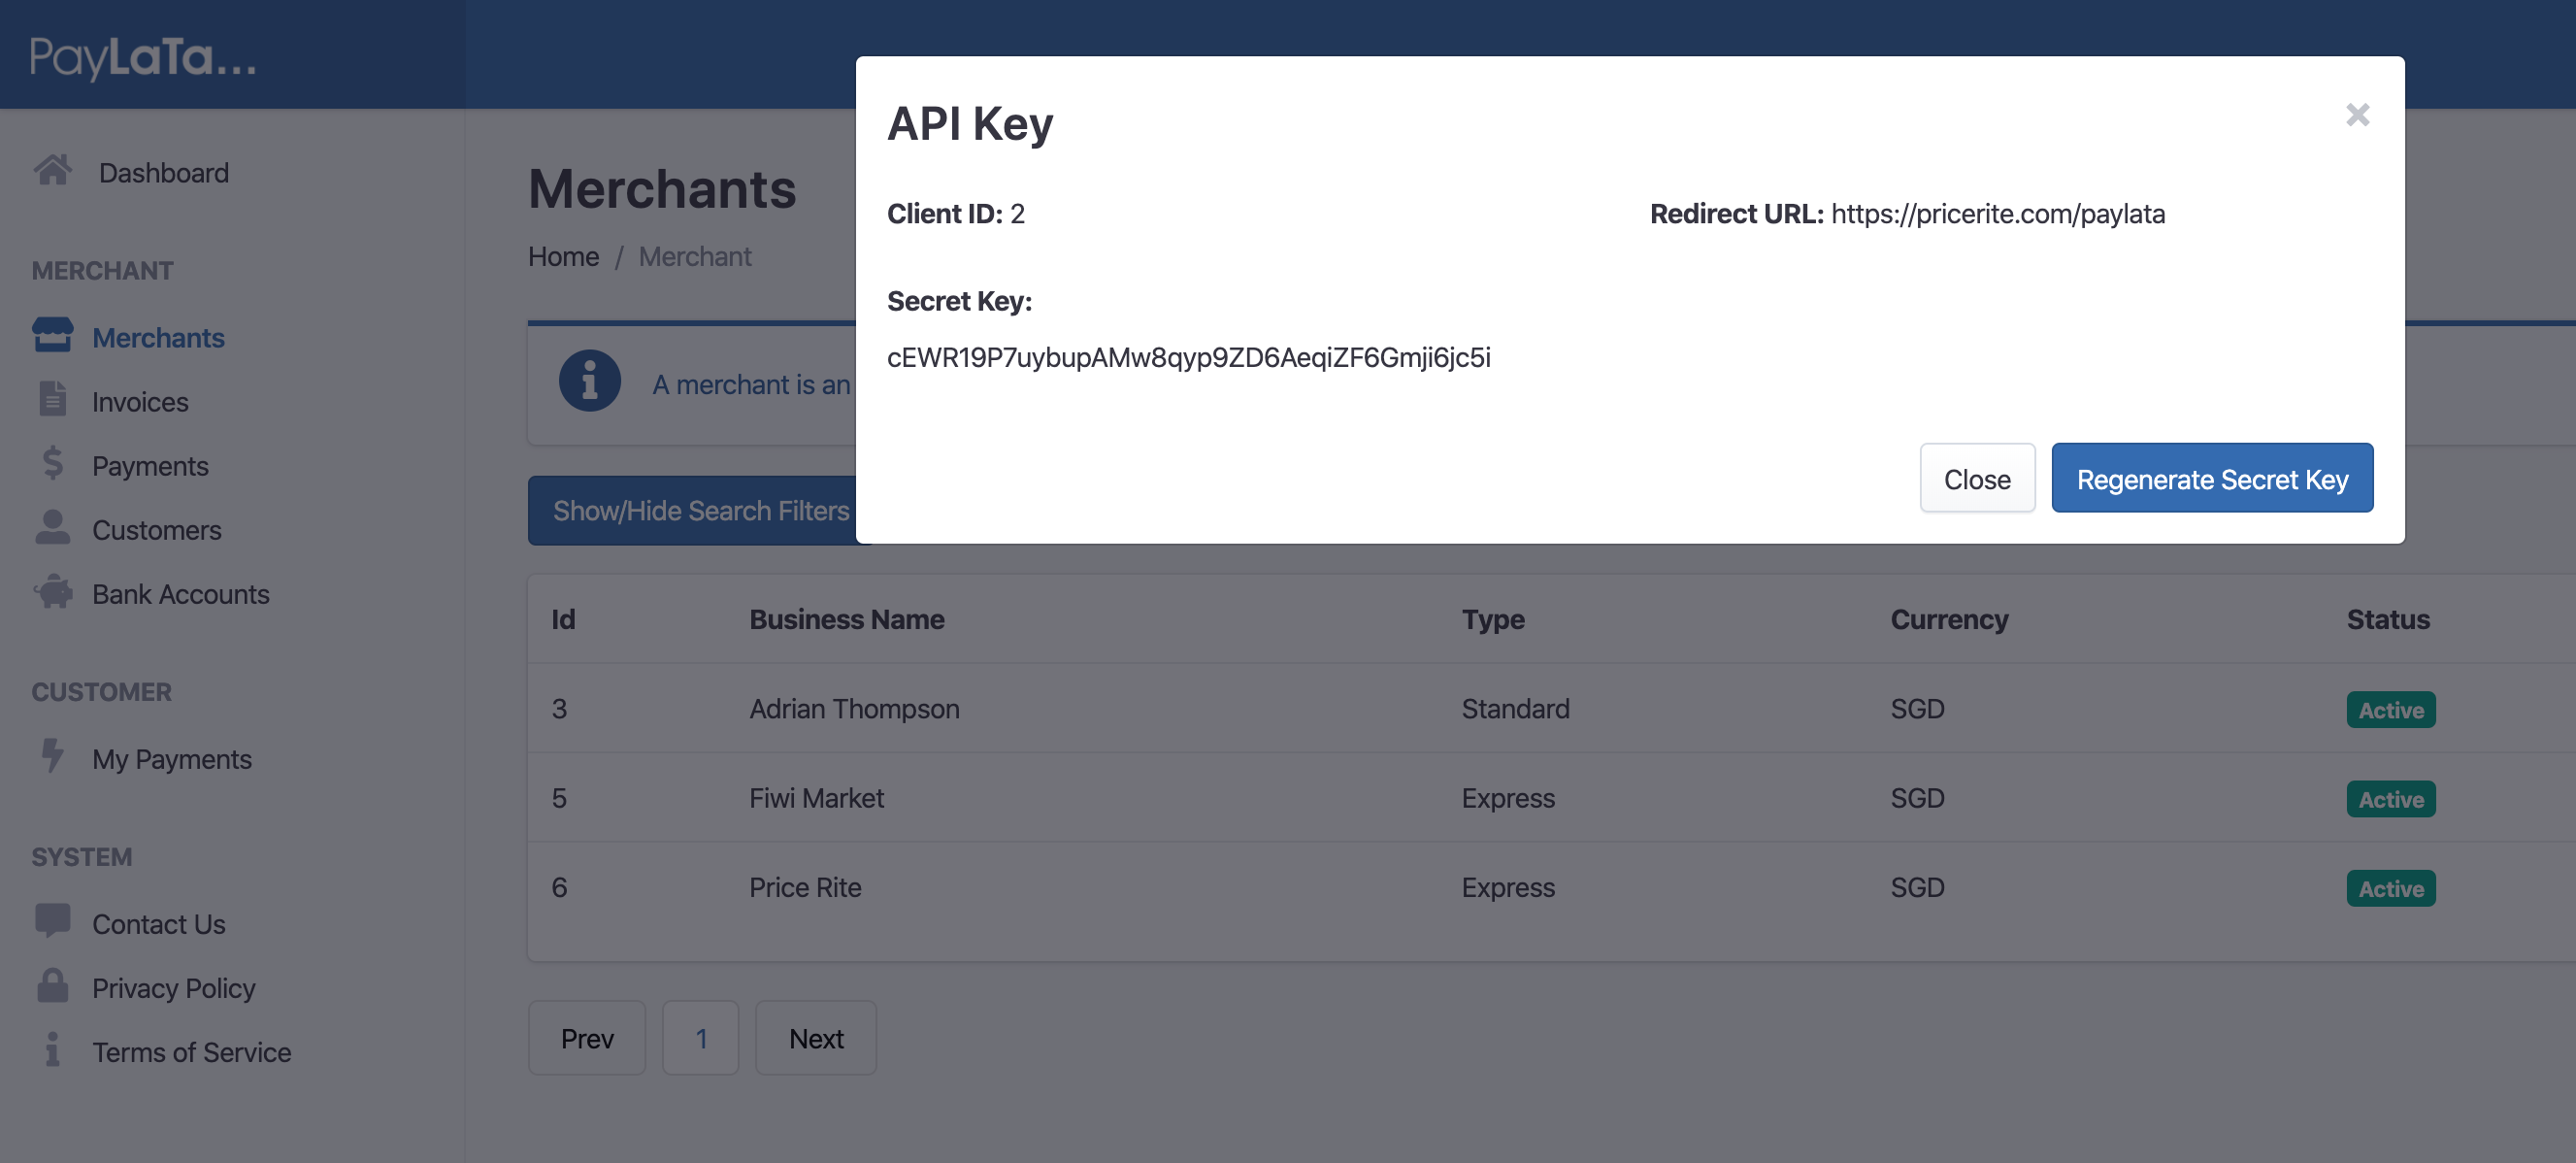 PayLaTa...
Dashboard
MERCHANT
Merchants
Invoices
Payments
Customers
Bank Accounts
CUSTOMER
My Payments
SYSTEM
Contact Us
Privacy Policy
Terms of Service
Merchants
Home / Merchant
A merchant is an
Show/Hide Search Filters
API Key
×
Client ID: 2
Redirect URL: https://pricerite.com/paylata
Secret Key:
cEWR19P7uybupAMw8qyp9ZD6AeqiZF6Gmji6jc5i
Close
Regenerate Secret Key
Id Business Name Type Currency Status
3 Adrian Thompson Standard SGD Active
5 Fiwi Market Express SGD Active
6 Price Rite Express SGD Active
Prev 1 Next